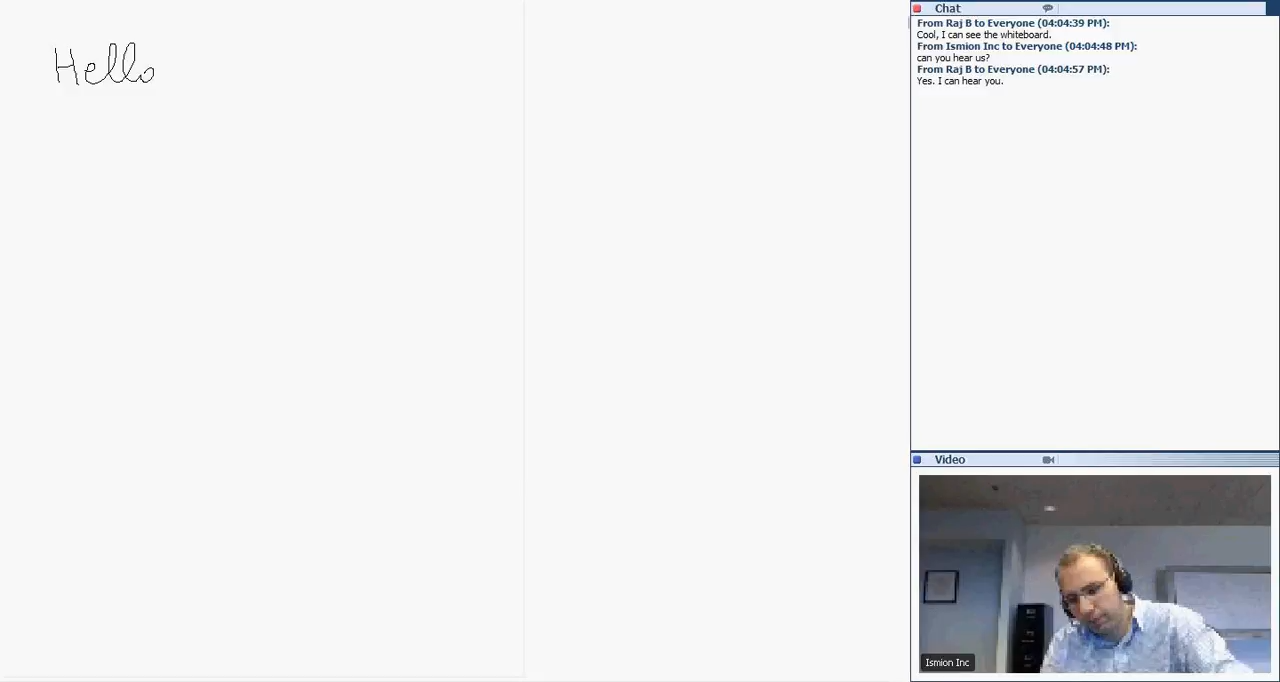 Hello
Chat
From Raj B to Everyone (04:04:39 PM):
Cool, I can see the whiteboard.
From Ismion Inc to Everyone (04:04:48 PM):
can you hear us?
From Raj B to Everyone (04:04:57 PM):
Yes. I can hear you.
Video
Ismion Inc